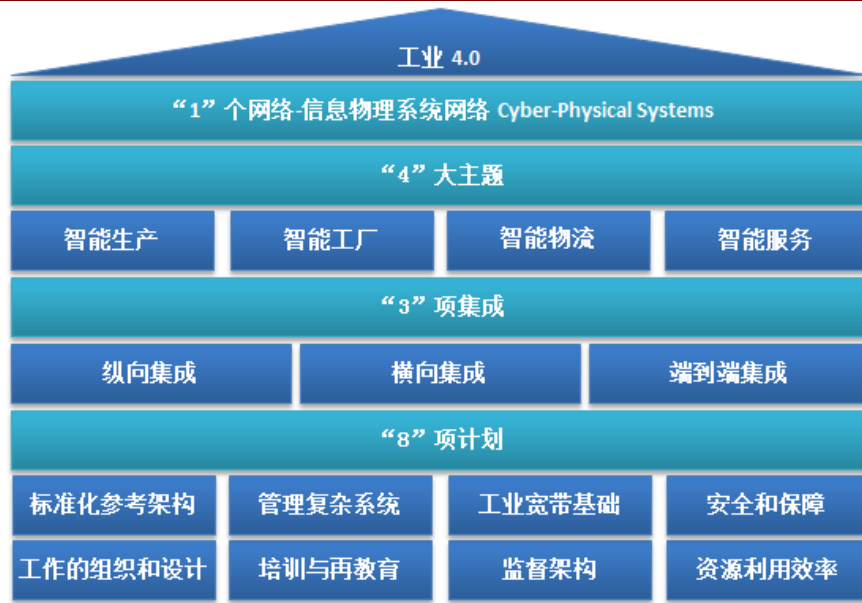 工业 4.0
“1”个网络-信息物理系统网络 Cyber-Physical Systems
“4”大主题
智能生产 智能工厂 智能物流 智能服务
“3”项集成
纵向集成 横向集成 端到端集成
“8”项计划
标准化参考架构 管理复杂系统 工业宽带基础 安全和保障
工作的组织和设计 培训与再教育 监督架构 资源利用效率